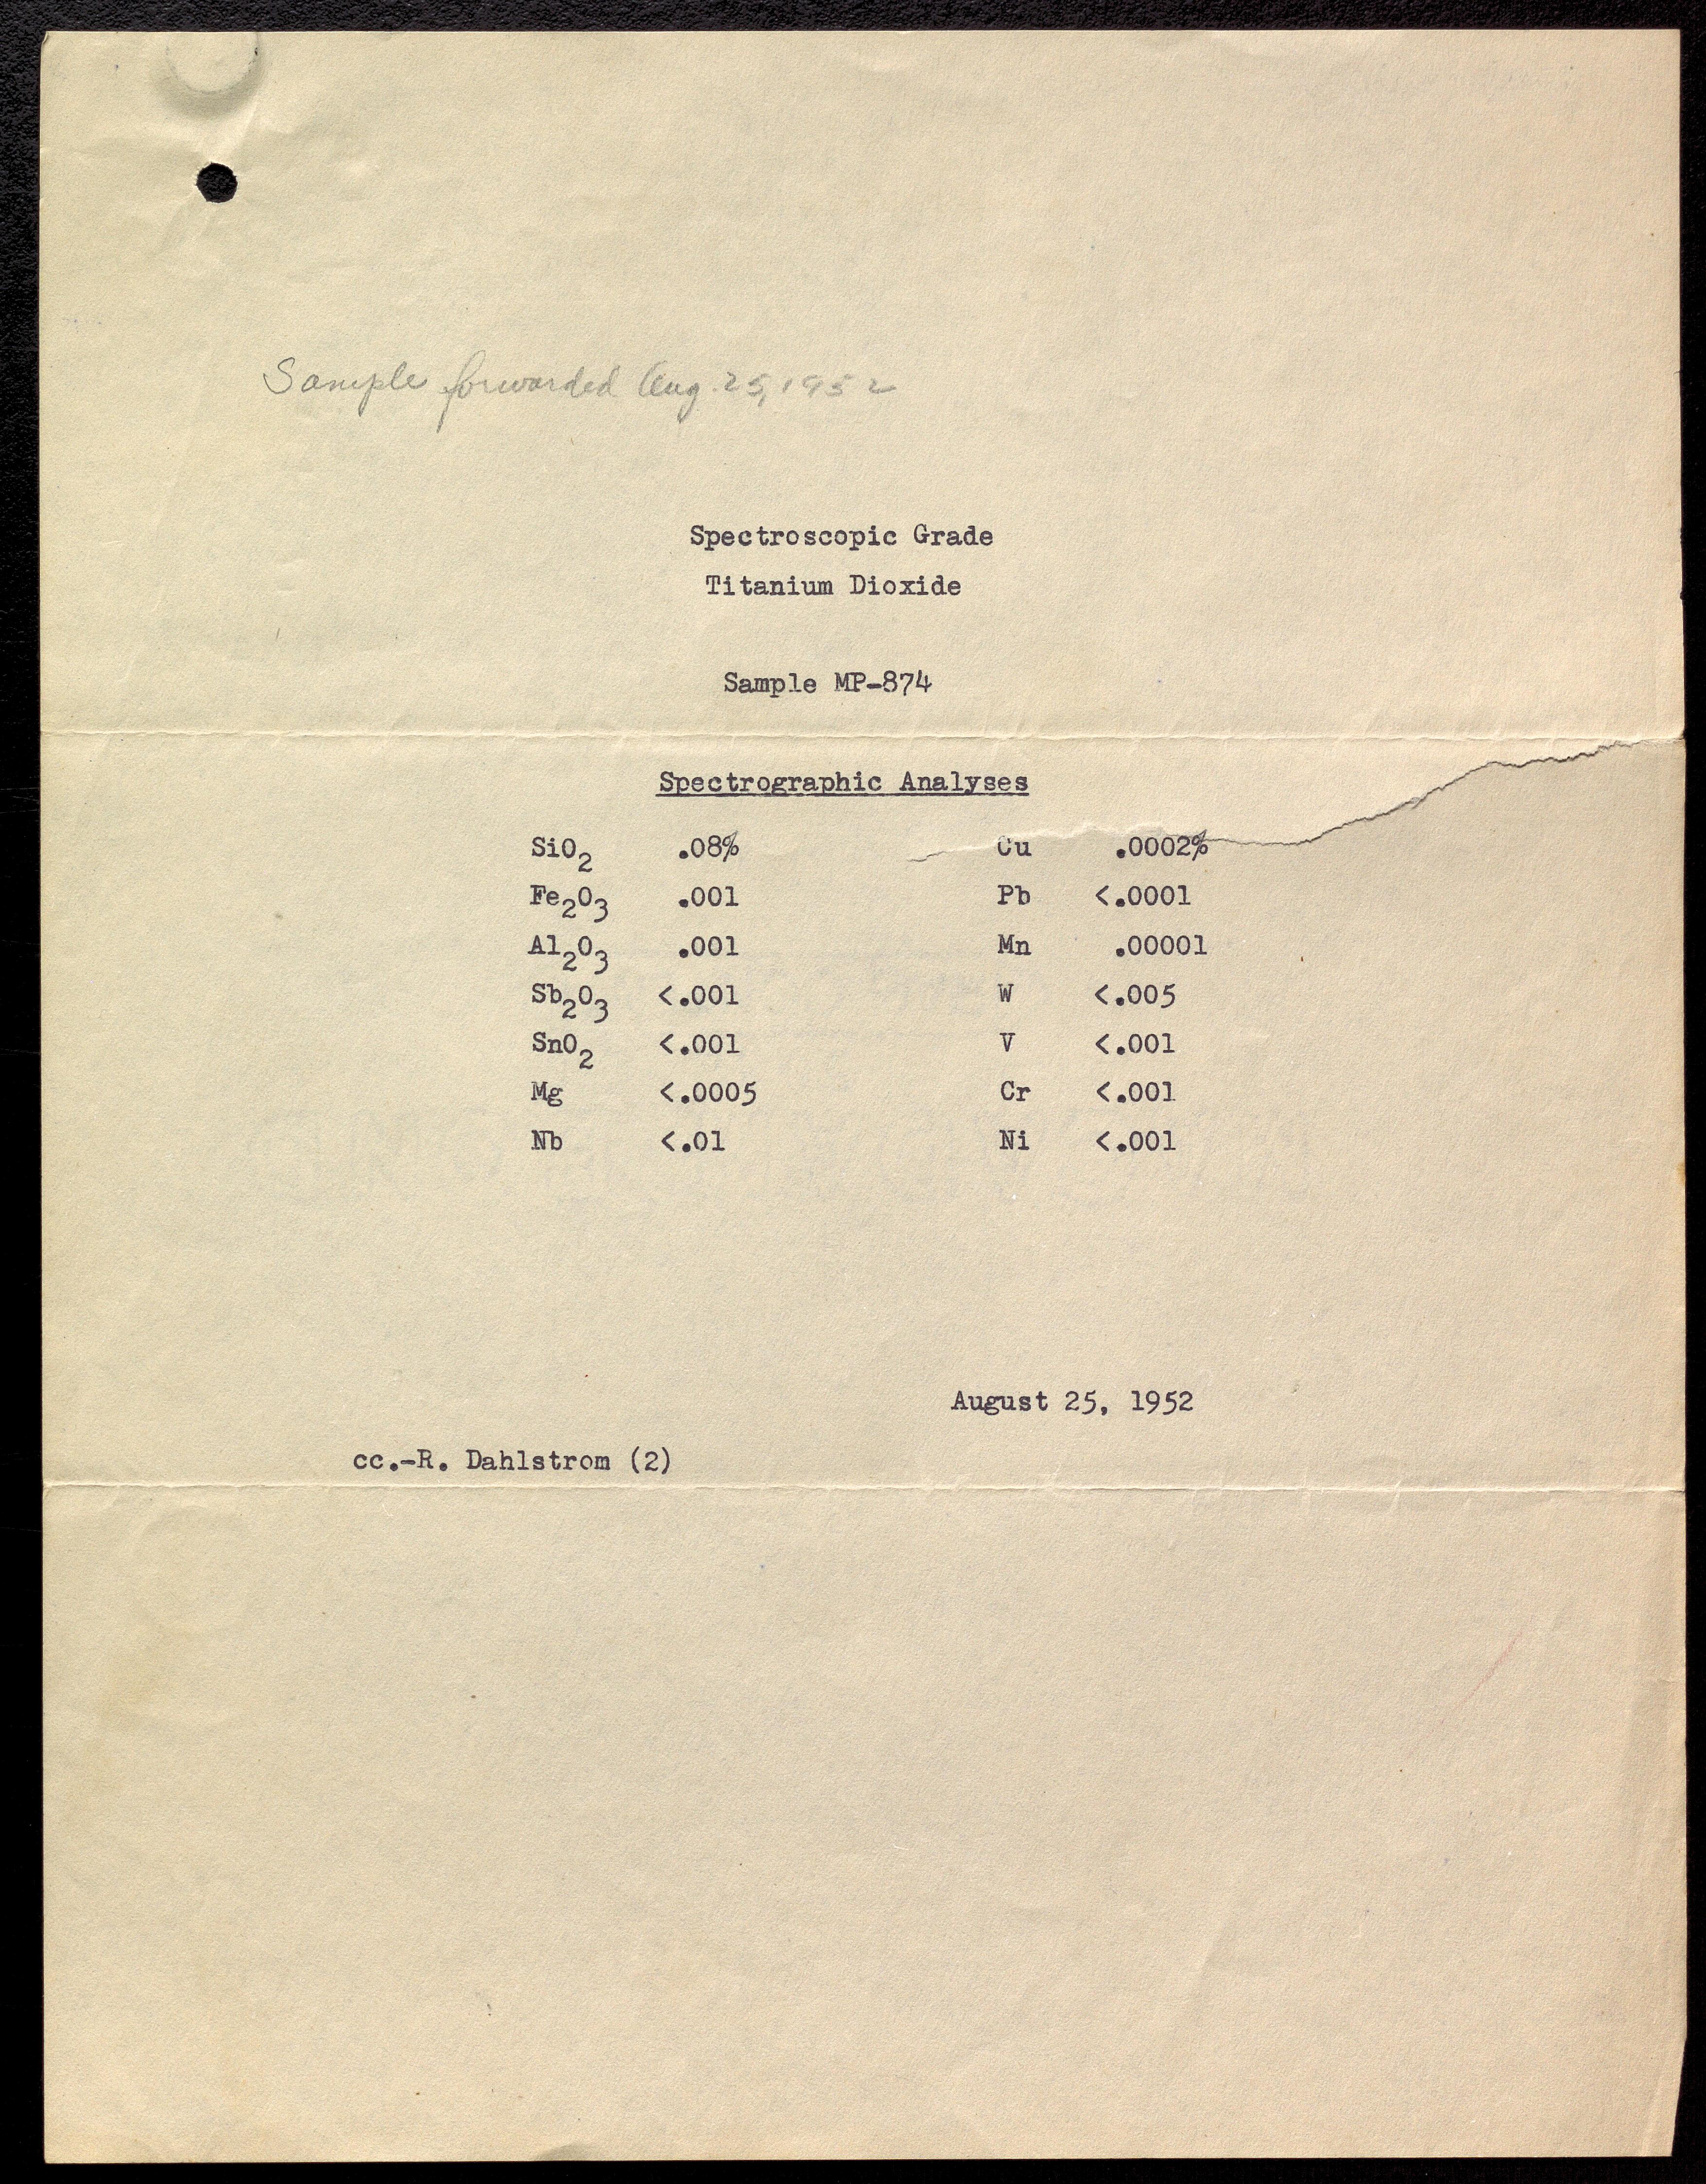 Sample forwarded Aug. 25, 1952
Spectroscopic Grade
Titanium Dioxide
Sample MP-874
Spectrographic Analyses
SiO2 .08% Cu .0002%
Fe2O3 .001 Pb <.0001
Al2O3 .001 Mn .00001
Sb2O3 <.001 W <.005
SnO2 <.001 V <.001
Mg <.0005 Cr <.001
Nb <.01 Ni <.001
August 25, 1952
cc.-R. Dahlstrom (2)